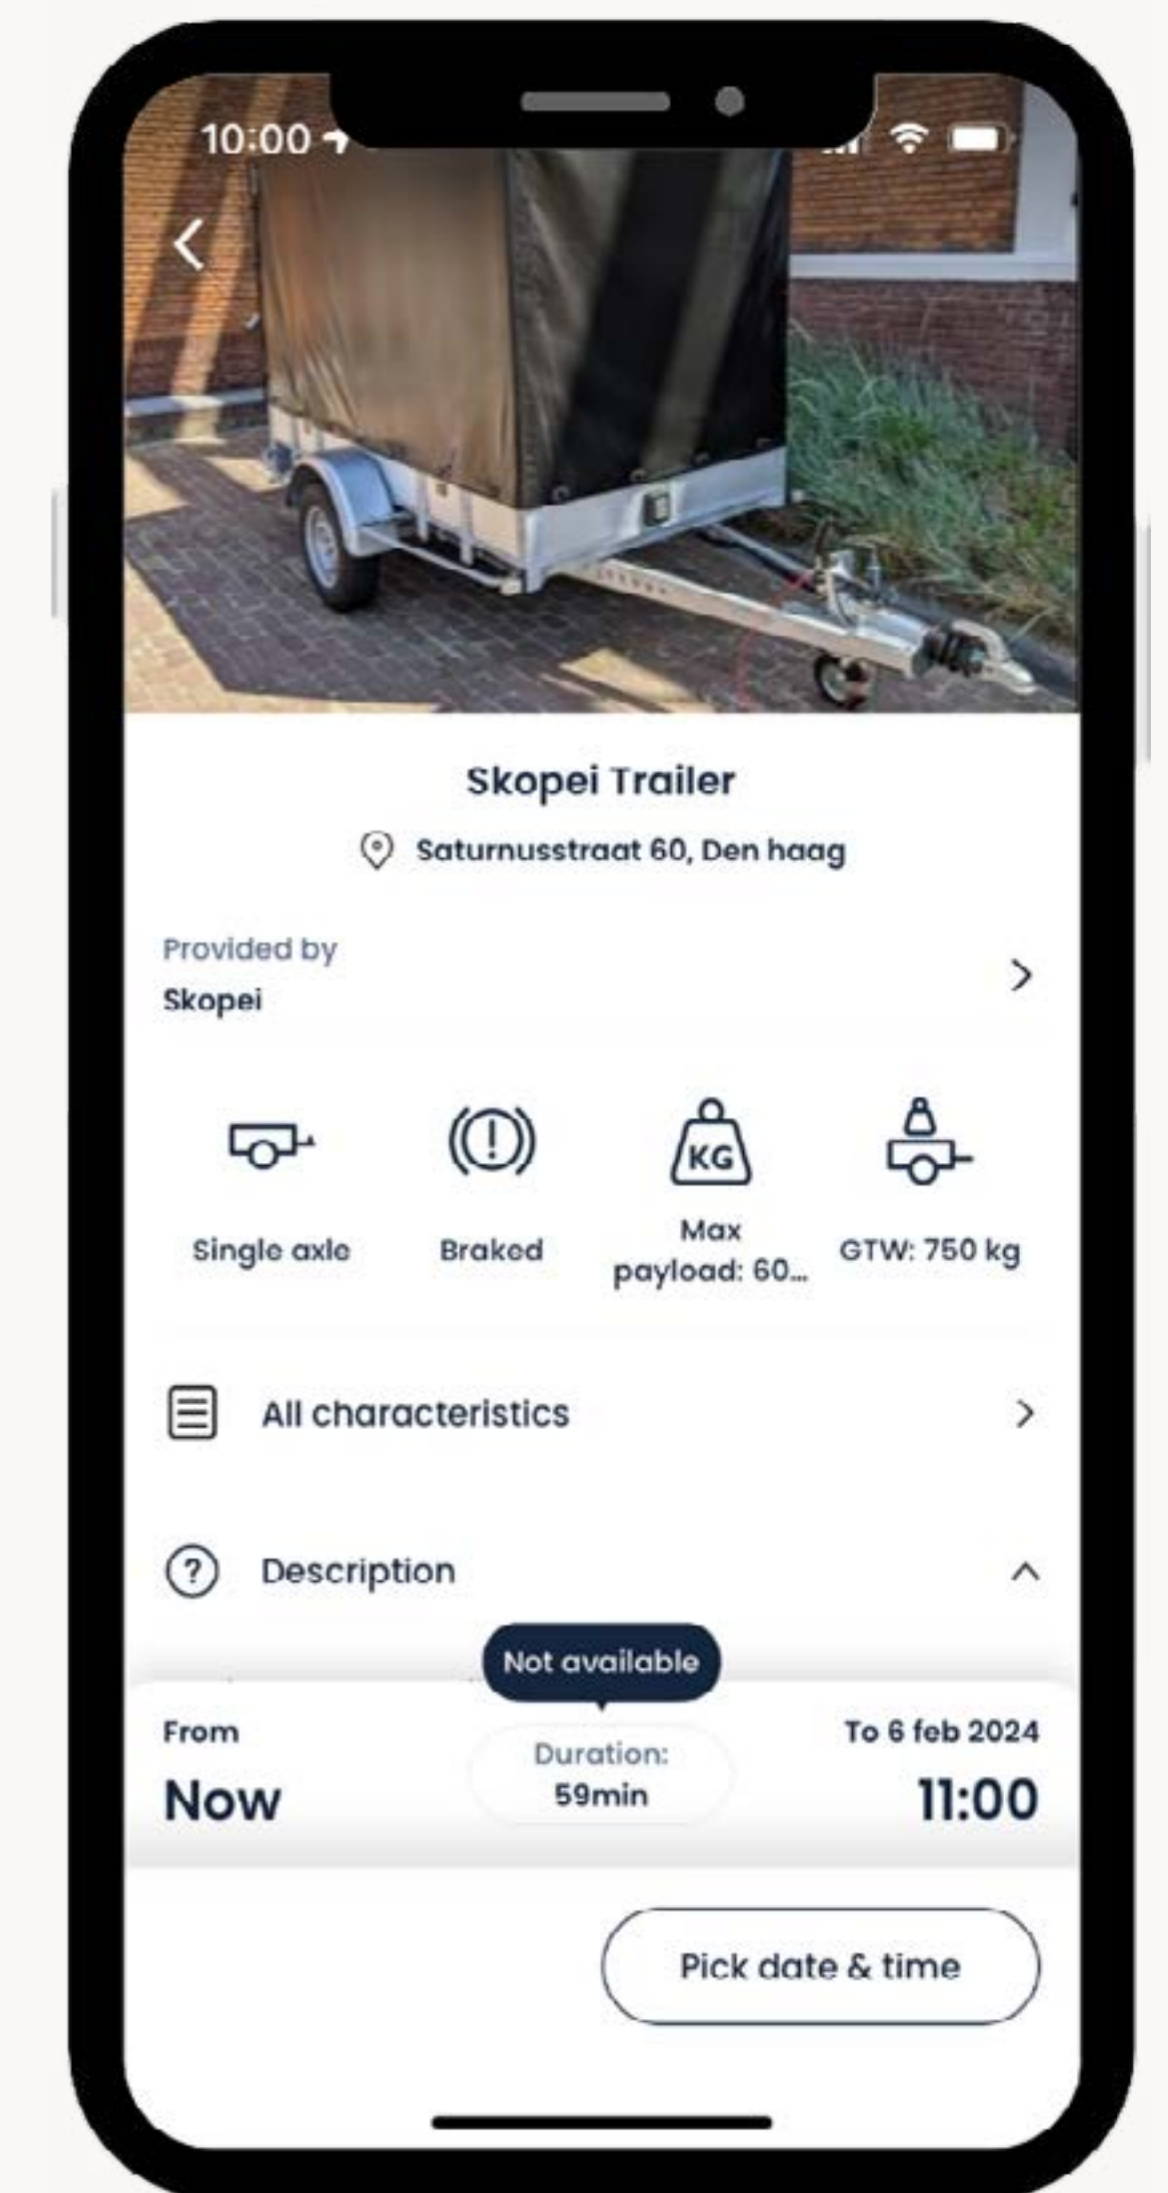 10:00
Skopei Trailer
Saturnusstraat 60, Den haag
Provided by
Skopei
KG
Single axle
Braked
Max
payload: 60...
GTW: 750 kg
All characteristics
?
Description
Not available
From
To 6 feb 2024
Duration:
Now
59min
11:00
Pick date & time